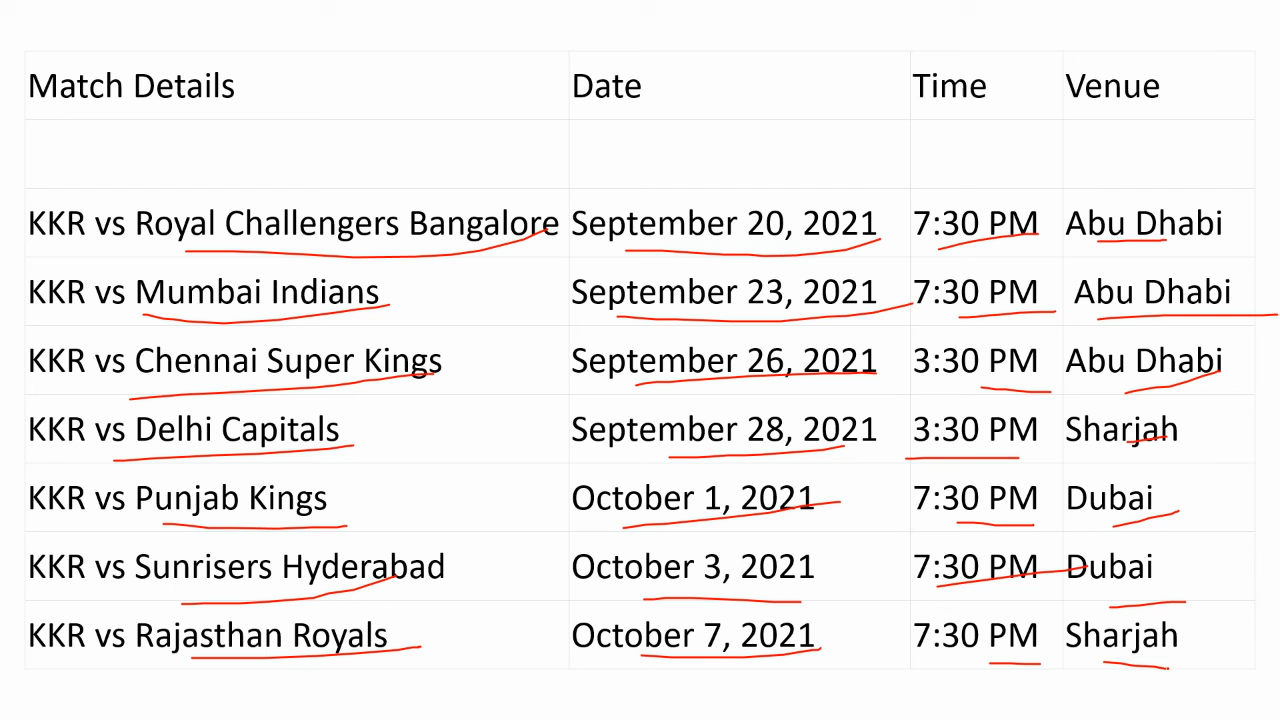 Match Details Date Time Venue
KKR vs Royal Challengers Bangalore September 20, 2021 7:30 PM Abu Dhabi
KKR vs Mumbai Indians September 23, 2021 7:30 PM Abu Dhabi
KKR vs Chennai Super Kings September 26, 2021 3:30 PM Abu Dhabi
KKR vs Delhi Capitals September 28, 2021 3:30 PM Sharjah
KKR vs Punjab Kings October 1, 2021 7:30 PM Dubai
KKR vs Sunrisers Hyderabad October 3, 2021 7:30 PM Dubai
KKR vs Rajasthan Royals October 7, 2021 7:30 PM Sharjah